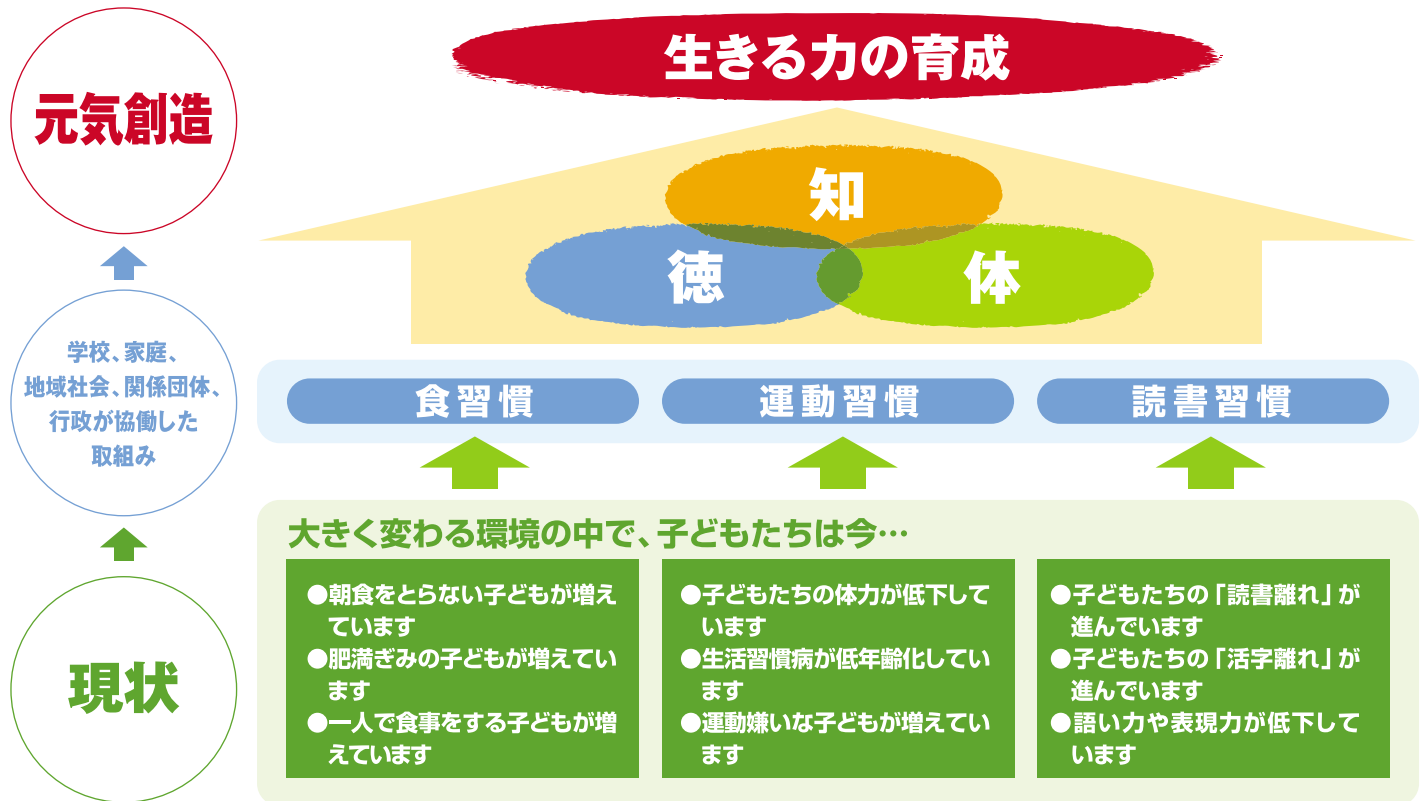 元気創造
学校、家庭、
地域社会、関係団体、
行政が協働した
取組み
現状
生きる力の育成
知
徳
体
食習慣
運動習慣
読書習慣
大きく変わる環境の中で、子どもたちは今…
●朝食をとらない子どもが増え
ています
●肥満ぎみの子どもが増えてい
ます
●一人で食事をする子どもが増
えています
●子どもたちの体力が低下して
います
●生活習慣病が低年齢化してい
ます
●運動嫌いな子どもが増えてい
ます
●子どもたちの「読書離れ」が
進んでいます
●子どもたちの「活字離れ」が
進んでいます
●語い力や表現力が低下して
います